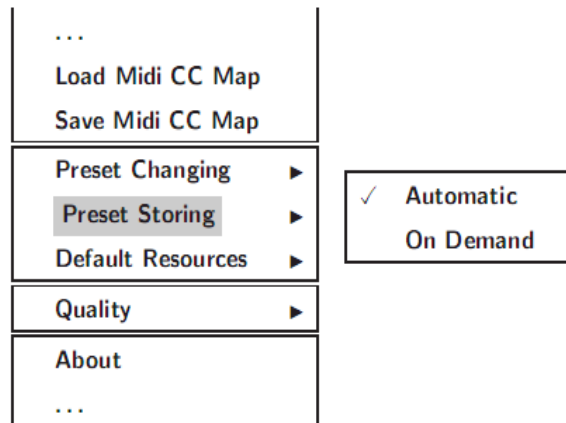 ...
Load Midi CC Map
Save Midi CC Map
Preset Changing ▶
Preset Storing ▶
Default Resources ▶
Quality ▶
About
...
✓ Automatic
On Demand